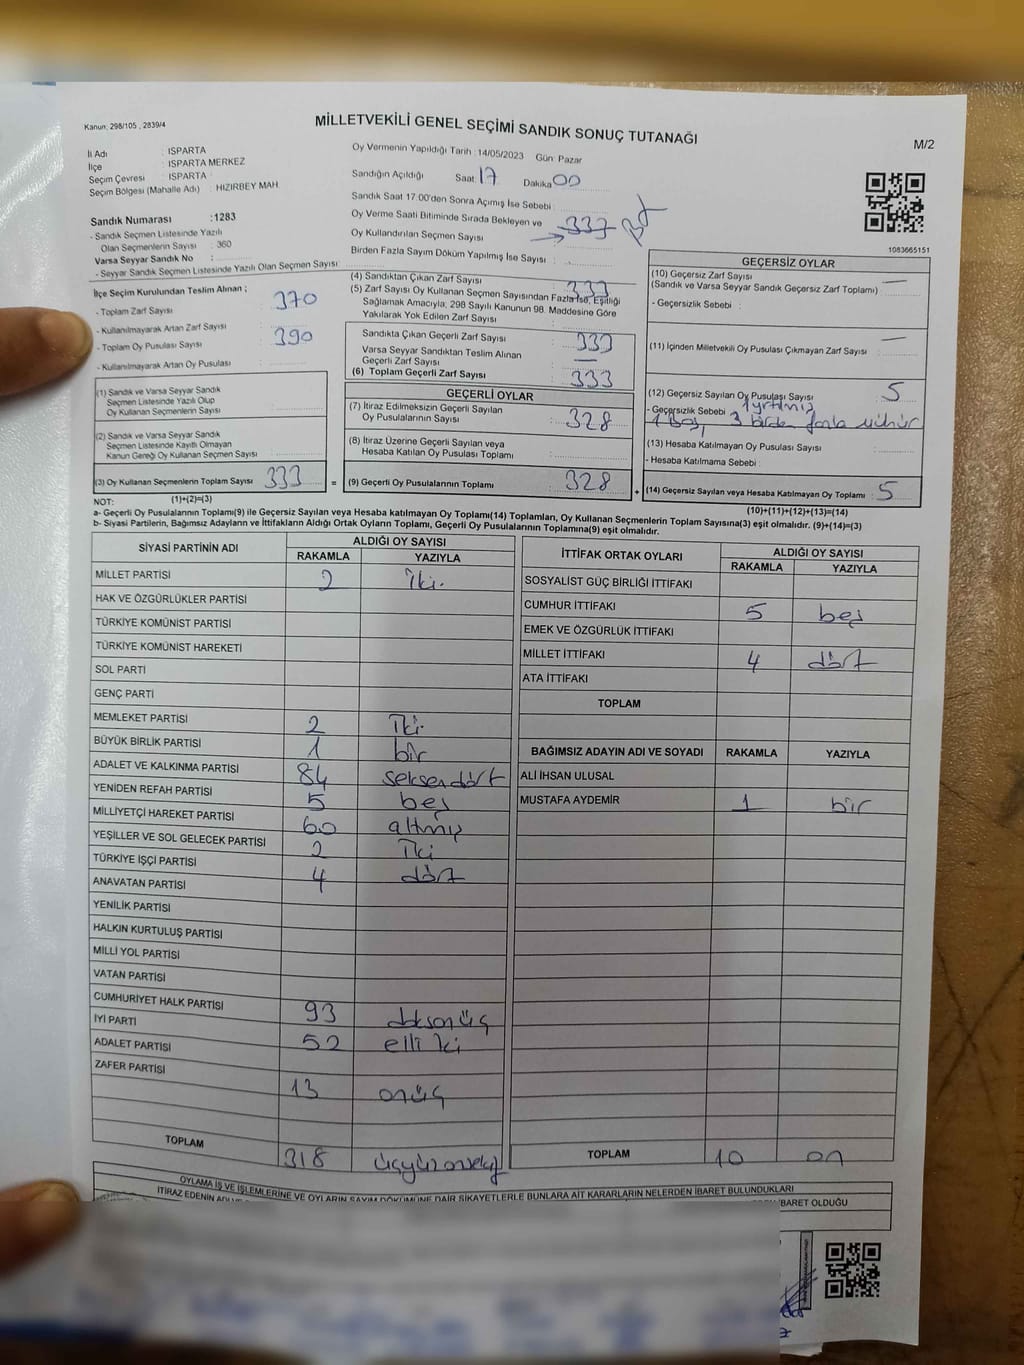 Kanun: 298/105 , 2839/4
MİLLETVEKİLİ GENEL SEÇİMİ SANDIK SONUÇ TUTANAĞI
M/2
İl Adı : ISPARTA
İlçe : ISPARTA MERKEZ
Seçim Çevresi : ISPARTA
Seçim Bölgesi (Mahalle Adı) : HIZIRBEY MAH.
Sandık Numarası :1283
- Sandık Seçmen Listesinde Yazılı
Olan Seçmenlerin Sayısı : 360
Varsa Seyyar Sandık No :
- Seyyar Sandık Seçmen Listesinde Yazılı Olan Seçmen Sayısı :
Oy Vermenin Yapıldığı Tarih : 14/05/2023 Gün: Pazar
Sandığın Açıldığı Saat 17 Dakika 00
Sandık Saat 17:00'den Sonra Açımış İse Sebebi :
Oy Verme Saati Bitiminde Sırada Bekleyen ve
Oy Kullandırılan Seçmen Sayısı 333
Birden Fazla Sayım Döküm Yapılmış İse Sayısı :
1083665151
İlçe Seçim Kurulundan Teslim Alınan ;
- Toplam Zarf Sayısı 370
- Kullanılmayarak Artan Zarf Sayısı
- Toplam Oy Pusulası Sayısı 390
- Kullanılmayarak Artan Oy Pusulası
(1) Sandık ve Varsa Seyyar Sandık
Seçmen Listesinde Yazılı Olup
Oy Kullanan Seçmenlerin Sayısı
(2) Sandık ve Varsa Seyyar Sandık
Seçmen Listesinde Kayıtlı Olmayan
Kanun Gereği Oy Kullanan Seçmen Sayısı
(3) Oy Kullanan Seçmenlerin Toplam Sayısı 333
(4) Sandıktan Çıkan Zarf Sayısı 333
(5) Zarf Sayısı Oy Kullanan Seçmen Sayısından Fazla İse, Eşitliği
Sağlamak Amacıyla; 298 Sayılı Kanunun 98. Maddesine Göre
Yakılarak Yok Edilen Zarf Sayısı
Sandıkta Çıkan Geçerli Zarf Sayısı 333
Varsa Seyyar Sandıktan Teslim Alınan
Geçerli Zarf Sayısı —
(6) Toplam Geçerli Zarf Sayısı 333
GEÇERLİ OYLAR
(7) İtiraz Edilmeksizin Geçerli Sayılan
Oy Pusulalarının Sayısı 328
(8) İtiraz Üzerine Geçerli Sayılan veya
Hesaba Katılan Oy Pusulası Toplamı
= (9) Geçerli Oy Pusulalarının Toplamı 328 +
GEÇERSİZ OYLAR
(10) Geçersiz Zarf Sayısı
(Sandık ve Varsa Seyyar Sandık Geçersiz Zarf Toplamı) —
- Geçersizlik Sebebi :
(11) İçinden Milletvekili Oy Pusulası Çıkmayan Zarf Sayısı —
(12) Geçersiz Sayılan Oy Pusulası Sayısı 5
- Geçersizlik Sebebi 1 yırtılmış
1 Boş, 3 birden fazla mühür
(13) Hesaba Katılmayan Oy Pusulası Sayısı
- Hesaba Katılmama Sebebi :
(14) Geçersiz Sayılan veya Hesaba Katılmayan Oy Toplamı : 5
NOT: (1)+(2)=(3)
(10)+(11)+(12)+(13)=(14)
a- Geçerli Oy Pusulalarının Toplamı(9) ile Geçersiz Sayılan veya Hesaba katılmayan Oy Toplamı(14) Toplamları, Oy Kullanan Seçmenlerin Toplam Sayısına(3) eşit olmalıdır. (9)+(14)=(3)
b- Siyasi Partilerin, Bağımsız Adayların ve İttifakların Aldığı Ortak Oyların Toplamı, Geçerli Oy Pusulalarının Toplamına(9) eşit olmalıdır.
SİYASİ PARTİNİN ADI ALDIĞI OY SAYISI
RAKAMLA YAZIYLA
MİLLET PARTİSİ 2 iki
HAK VE ÖZGÜRLÜKLER PARTİSİ
TÜRKİYE KOMÜNİST PARTİSİ
TÜRKİYE KOMÜNİST HAREKETİ
SOL PARTİ
GENÇ PARTİ
MEMLEKET PARTİSİ 2 iki
BÜYÜK BİRLİK PARTİSİ 1 bir
ADALET VE KALKINMA PARTİSİ 84 seksendört
YENİDEN REFAH PARTİSİ 5 beş
MİLLİYETÇİ HAREKET PARTİSİ 60 altmış
YEŞİLLER VE SOL GELECEK PARTİSİ 2 iki
TÜRKİYE İŞÇİ PARTİSİ 4 dört
ANAVATAN PARTİSİ
YENİLİK PARTİSİ
HALKIN KURTULUŞ PARTİSİ
MİLLİ YOL PARTİSİ
VATAN PARTİSİ
CUMHURİYET HALK PARTİSİ 93 doksanüç
İYİ PARTİ 52 elli iki
ADALET PARTİSİ
ZAFER PARTİSİ 13 onüç
TOPLAM 318 üçyüzonsekiz
İTTİFAK ORTAK OYLARI ALDIĞI OY SAYISI
RAKAMLA YAZIYLA
SOSYALİST GÜÇ BİRLİĞİ İTTİFAKI
CUMHUR İTTİFAKI 5 beş
EMEK VE ÖZGÜRLÜK İTTİFAKI
MİLLET İTTİFAKI 4 dört
ATA İTTİFAKI
TOPLAM
BAĞIMSIZ ADAYIN ADI VE SOYADI RAKAMLA YAZIYLA
ALİ İHSAN ULUSAL
MUSTAFA AYDEMİR 1 bir
TOPLAM 10 on
OYLAMA İŞ VE İŞLEMLERİNE VE OYLARIN SAYIM DÖKÜMÜNE DAİR ŞİKAYETLERLE BUNLARA AİT KARARLARIN NELERDEN İBARET BULUNDUKLARI
İTİRAZ EDENİN ADI
İBARET OLDUĞU